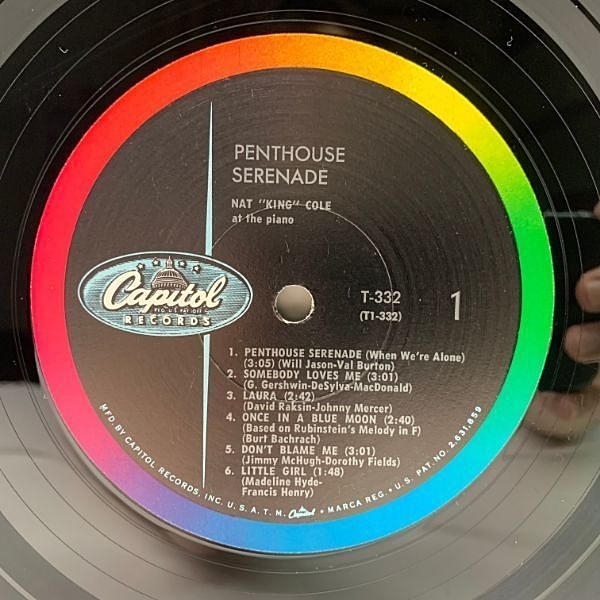 PENTHOUSE
SERENADE
NAT "KING" COLE
at the piano
Capitol
REG. U.S. PAT. OFF.
RECORDS
T-332
(T1-332)
1
1. PENTHOUSE SERENADE (When We're Alone)
(3:05) (Will Jason-Val Burton)
2. SOMEBODY LOVES ME (3:01)
(G. Gershwin-DeSylva-MacDonald)
3. LAURA (2:42)
(David Raksin-Johnny Mercer)
4. ONCE IN A BLUE MOON (2:40)
(Based on Rubinstein's Melody in F)
(Burt Bachrach)
5. DON'T BLAME ME (3:01)
(Jimmy McHugh-Dorothy Fields)
6. LITTLE GIRL (1:48)
(Madeline Hyde-
Francis Henry)
MFD. BY CAPITOL RECORDS, INC. U.S.A. T.M. Capitol • MARCA REG. • U.S. PAT. NO. 2,631,859